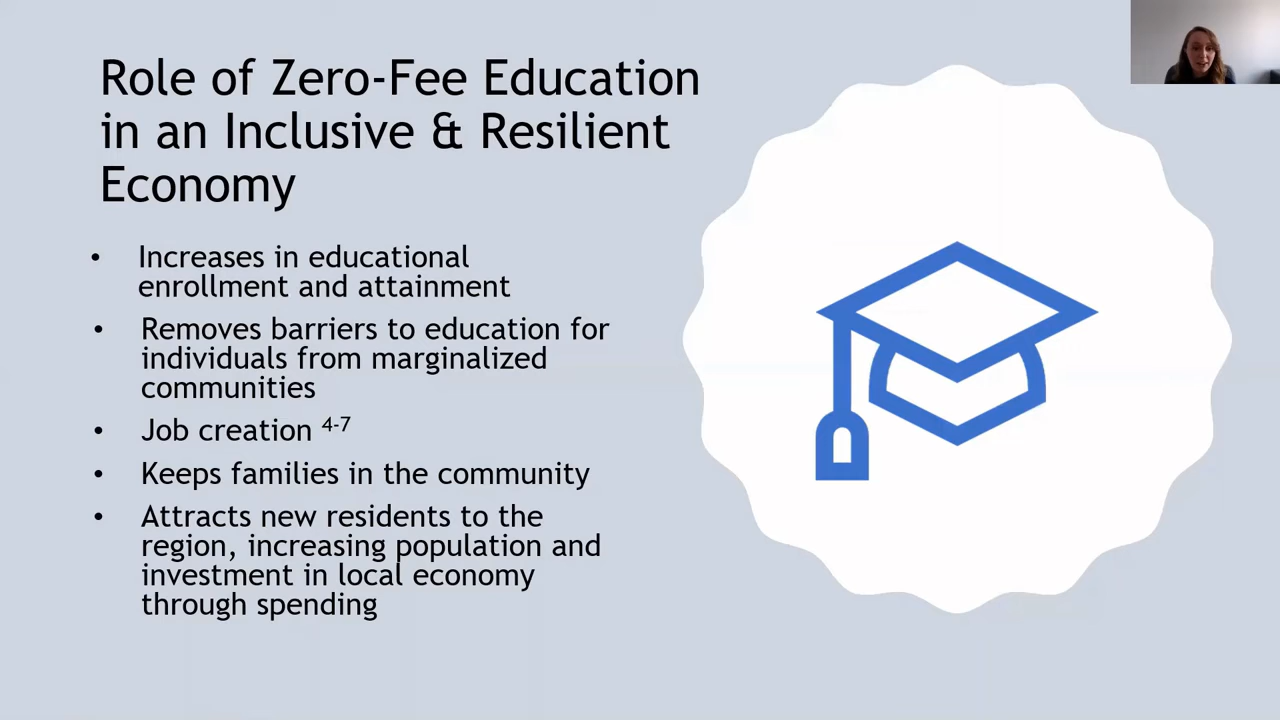 Role of Zero-Fee Education
in an Inclusive & Resilient
Economy
• Increases in educational
enrollment and attainment
• Removes barriers to education for
individuals from marginalized
communities
• Job creation 4-7
• Keeps families in the community
• Attracts new residents to the
region, increasing population and
investment in local economy
through spending